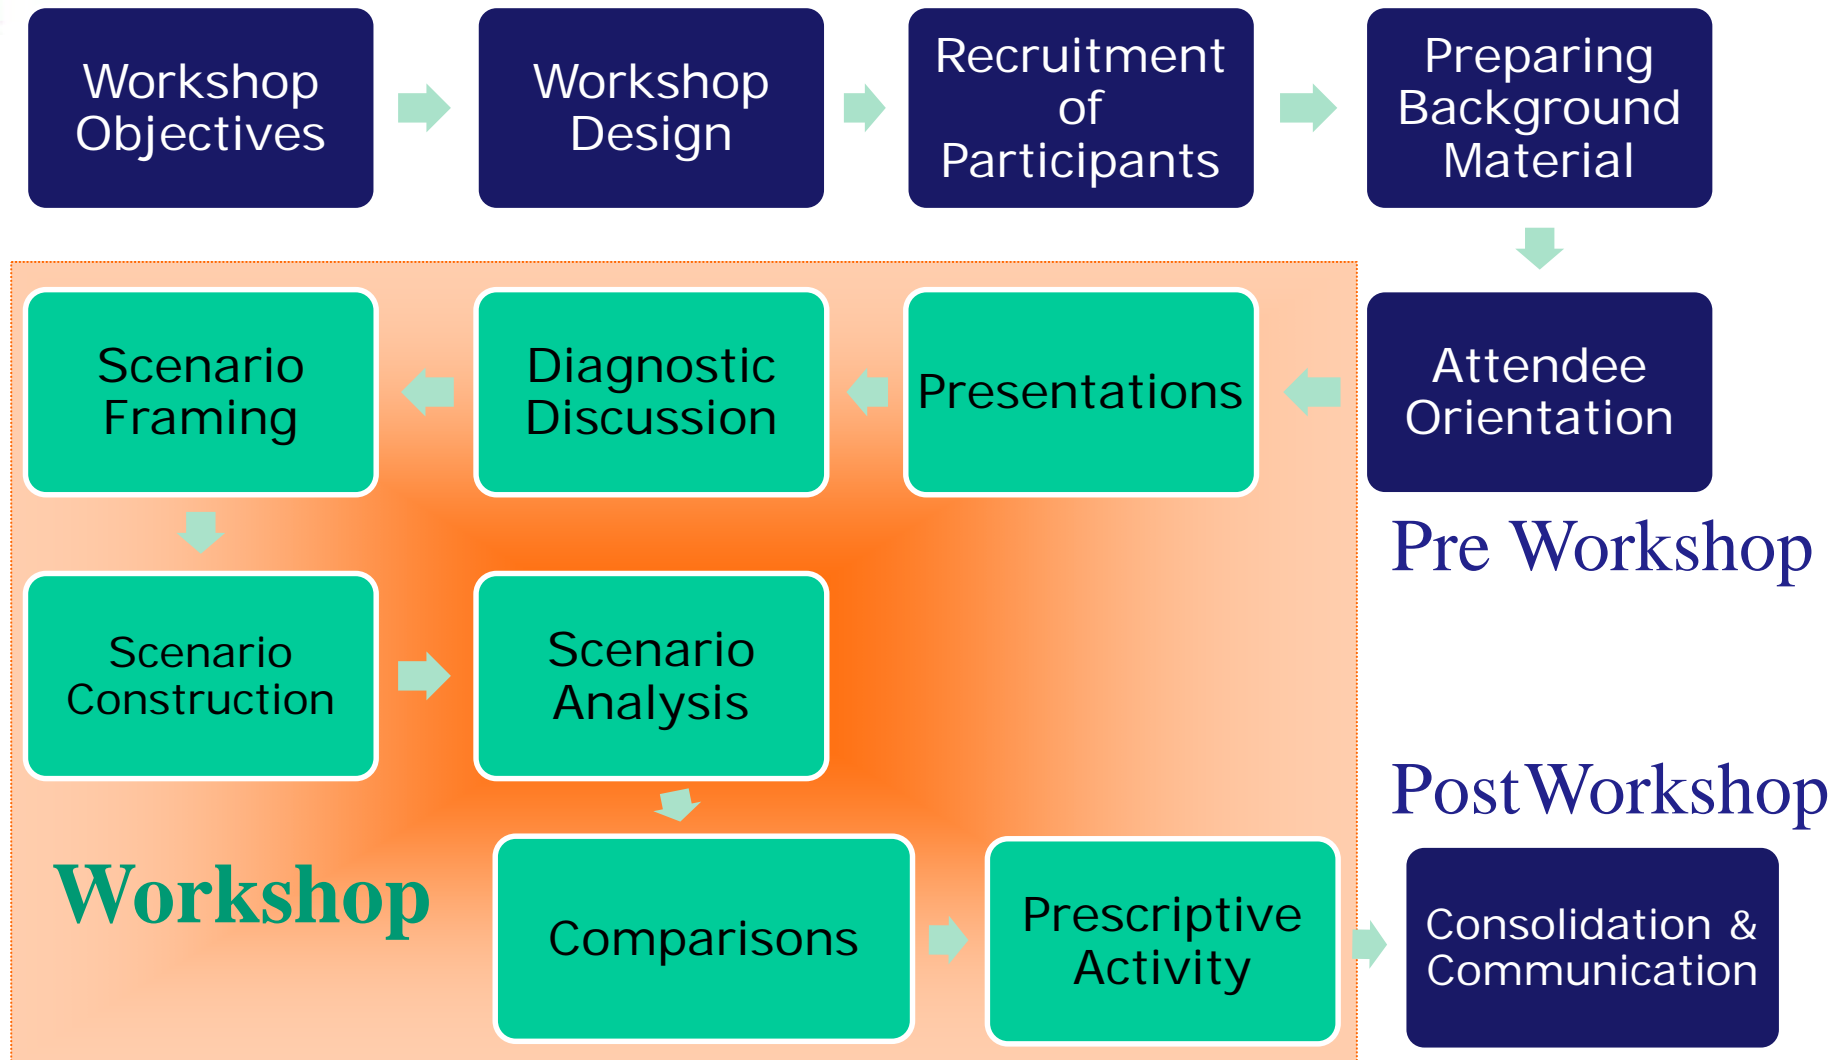 Workshop
Objectives
Workshop
Design
Recruitment
of
Participants
Preparing
Background
Material
Attendee
Orientation
Pre Workshop
Presentations
Diagnostic
Discussion
Scenario
Framing
Scenario
Construction
Scenario
Analysis
Workshop
Comparisons
Prescriptive
Activity
Post Workshop
Consolidation &
Communication